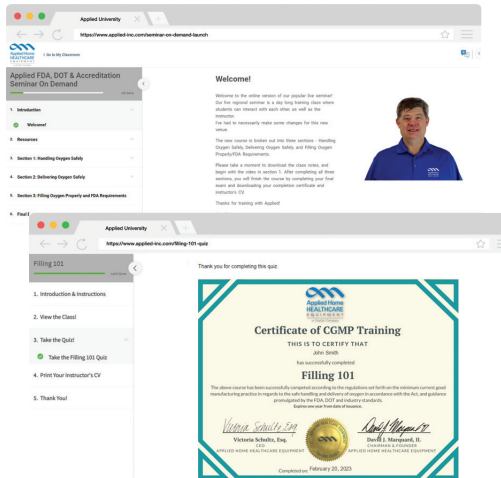 Applied University
https://www.applied-inc.com/seminar-on-demand-launch
Applied Home
HEALTHCARE
EQUIPMENT
Go to My Classroom
Applied FDA, DOT & Accreditation
Seminar On Demand
1. Introduction
Welcome!
2. Resources
3. Section 1: Handling Oxygen Safely
4. Section 2: Delivering Oxygen Safely
5. Section 3: Filling Oxygen Properly and FDA Requirements
6. Final
Welcome!
Welcome to the online version of our popular live seminar!
Our live regional seminar is a day long training class where
students can interact with each other, as well as the
instructor.
I've had to necessarily make some changes for this new
venue.
The new course is broken out into three sections - Handling
Oxygen Safely, Delivering Oxygen Safely, and Filling Oxygen
Properly/FDA Requirements.
Please take a moment to download the class notes, and
begin with the video in section 1. After completing all three
sections, you will finish the course by completing your final
exam and downloading your completion certificate and
instructor's CV.
Thanks for training with Applied!
Applied University
https://www.applied-inc.com/filling-101-quiz
Filling 101
1. Introduction & Instructions
2. View the Class!
3. Take the Quiz!
Take the Filling 101 Quiz
4. Print Your Instructor's CV
5. Thank You!
Thank you for completing this quiz
Applied Home
HEALTHCARE
EQUIPMENT
Certificate of CGMP Training
THIS IS TO CERTIFY THAT
John Smith
has successfully completed
Filling 101
The above course has been successfully competed according to the regulations set forth on the minimum current good
manufacturing practice in regards to the safe handling and delivery of oxygen in accordance with the Act, and guidance
promulgated by the FDA, DOT and industry standards.
Expires one year from date of issuance.
Victoria Schultz, Esq
David J. Marquard II
Victoria Schultz, Esq.
CEO
APPLIED HOME HEALTHCARE EQUIPMENT
David J. Marquard, II.
CHAIRMAN & FOUNDER
APPLIED HOME HEALTHCARE EQUIPMENT
Completed on: February 20, 2023